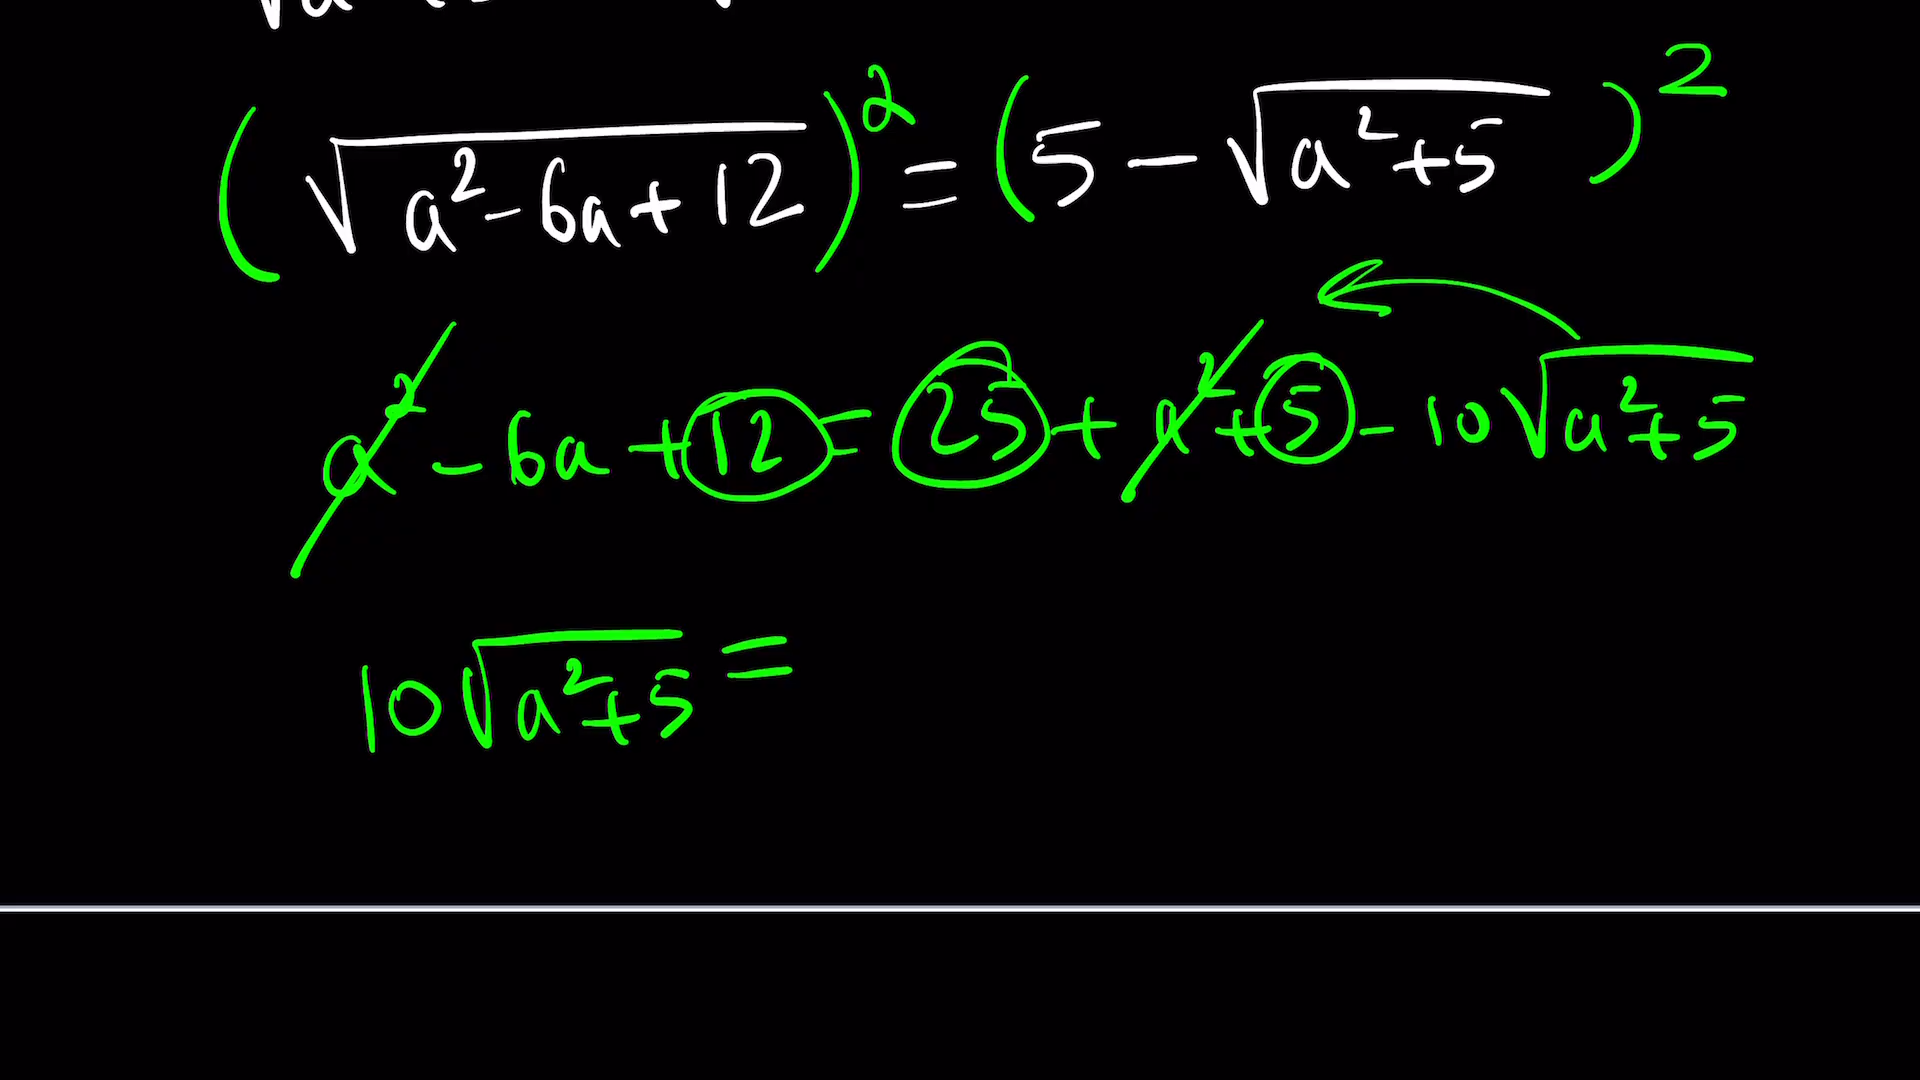 (√(a² - 6a + 12))² = (5 - √(a² + 5))²
a² - 6a + 12 = 25 + a² + 5 - 10√(a² + 5)
10√(a² + 5) =